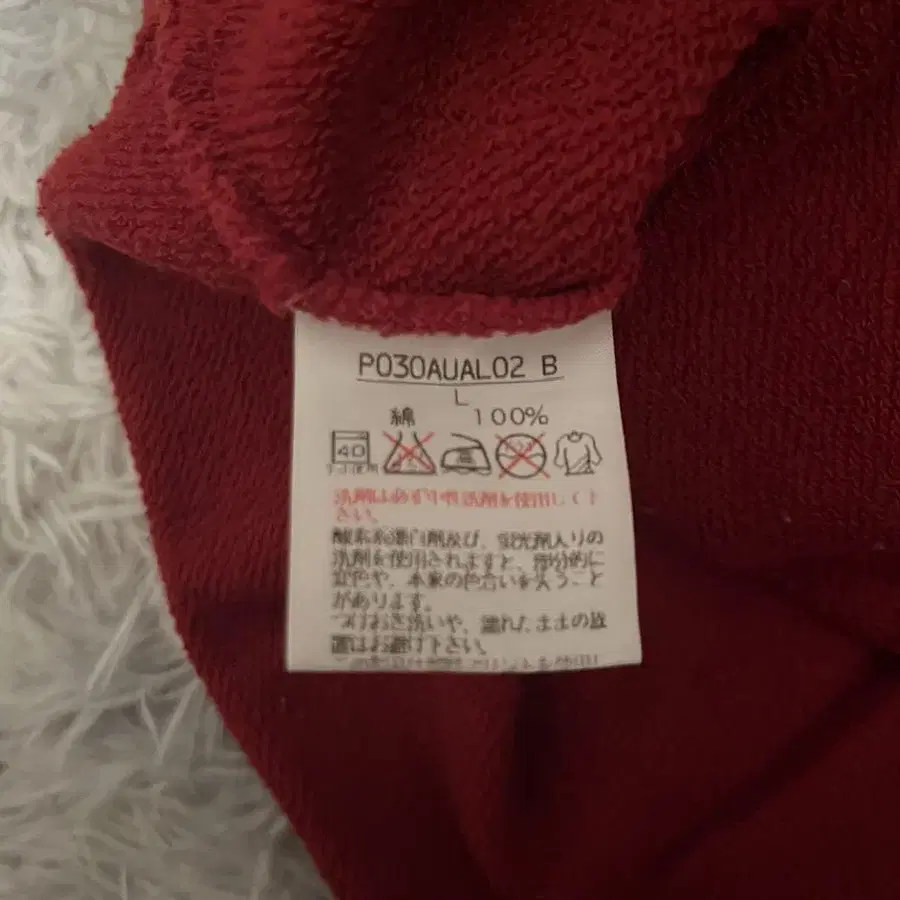 P030AUAL02 B
L
綿 100%
40
高
洗剤は必ず中性洗剤を使用して下
さい。
酸素系漂白剤及び、蛍光剤入りの
洗剤を使用されますと、部分的に
変色や、本来の色合いを失うこと
があります。
つけおき洗いや、濡れたままの放
置はお避け下さい。